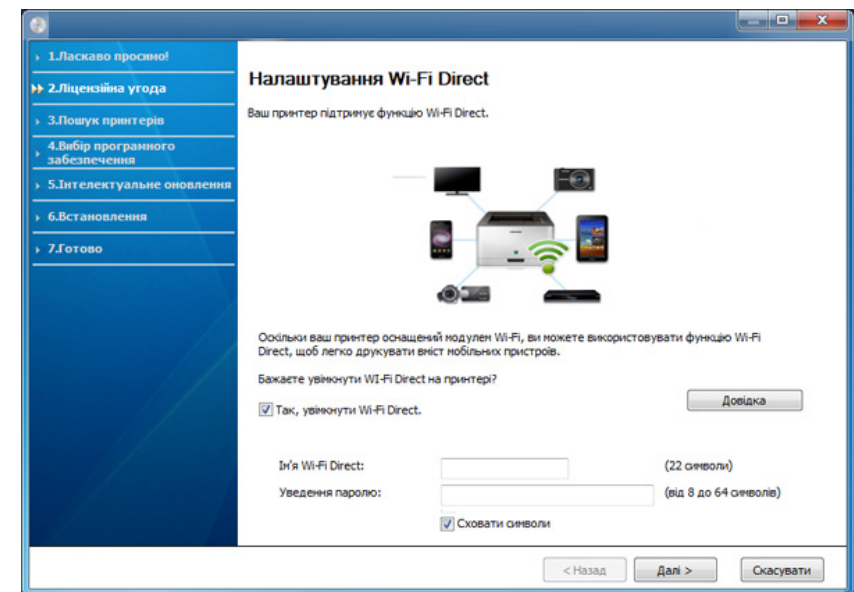 1.Ласкаво просимо!
2.Ліцензійна угода
3.Пошук принтерів
4.Вибір програмного
забезпечення
5.Інтелектуальне оновлення
6.Встановлення
7.Готово
Налаштування Wi-Fi Direct
Ваш принтер підтримує функцію Wi-Fi Direct.
Оскільки ваш принтер оснащений модулем Wi-Fi, ви можете використовувати функцію Wi-Fi
Direct, щоб легко друкувати вміст мобільних пристроїв.
Бажаєте увімкнути WI-Fi Direct на принтері?
Так, увімкнути Wi-Fi Direct.
Довідка
Ім'я Wi-Fi Direct:
(22 символи)
Уведення паролю:
(від 8 до 64 символів)
Сховати символи
< Назад
Далі >
Скасувати